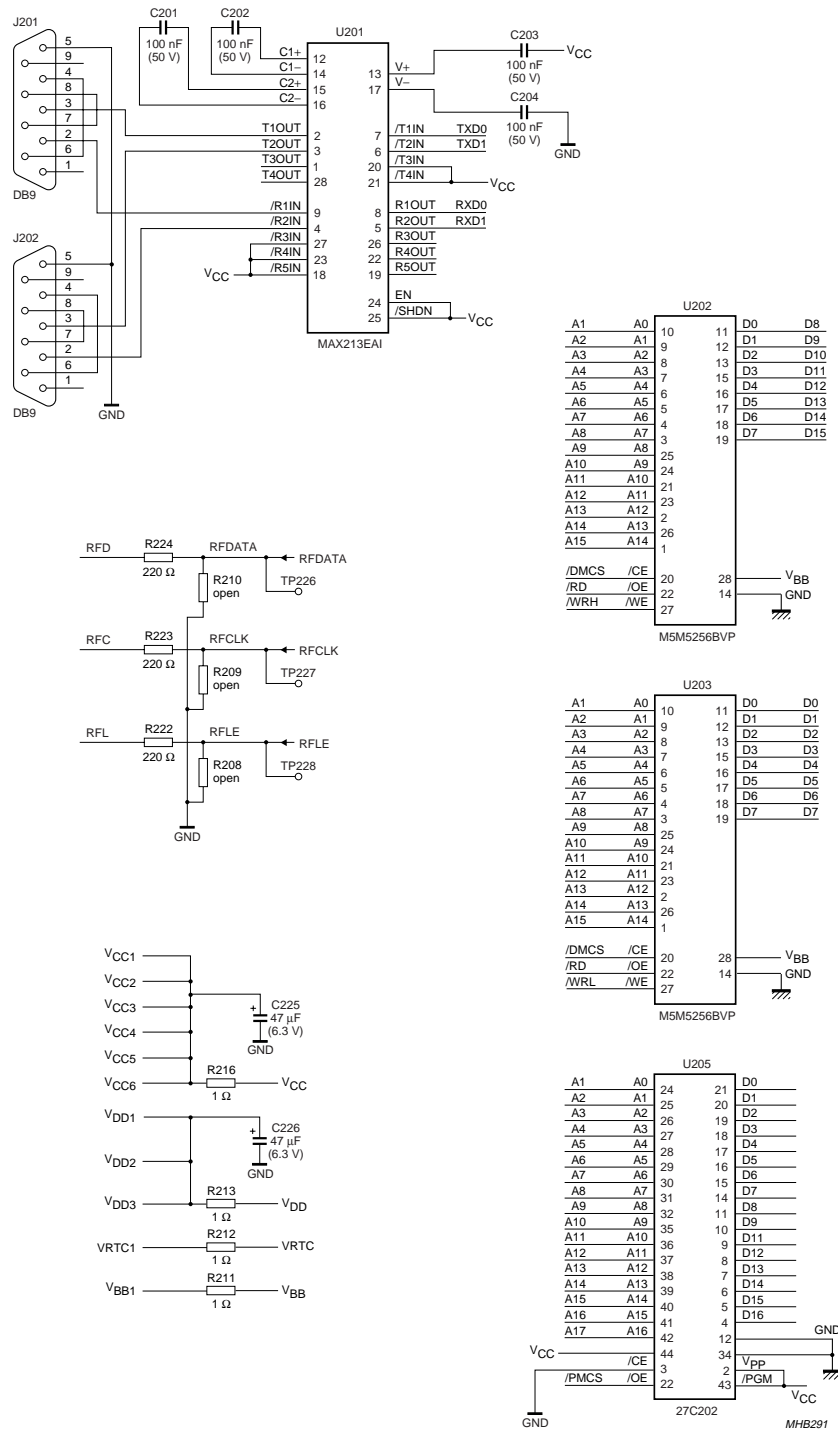 J201
5
9
4
8
3
7
2
6
1
DB9
J202
5
9
4
8
3
7
2
6
1
DB9
GND
C201
100 nF
(50 V)
C202
100 nF
(50 V)
U201
C1+ 12
C1− 14
C2+ 15
C2− 16
T1OUT 2
T2OUT 3
T3OUT 1
T4OUT 28
/R1IN 9
/R2IN 4
/R3IN 27
/R4IN 23
VCC /R5IN 18
13 V+
17 V−
7 /T1IN TXD0
6 /T2IN TXD1
20 /T3IN
21 /T4IN VCC
8 R1OUT RXD0
5 R2OUT RXD1
26 R3OUT
22 R4OUT
19 R5OUT
24 EN
25 /SHDN VCC
MAX213EAI
C203
100 nF
(50 V)
VCC
C204
100 nF
(50 V)
GND
U202
A1 A0 10 11 D0 D8
A2 A1 9 12 D1 D9
A3 A2 8 13 D2 D10
A4 A3 7 15 D3 D11
A5 A4 6 16 D4 D12
A6 A5 5 17 D5 D13
A7 A6 4 18 D6 D14
A8 A7 3 19 D7 D15
A9 A8 25
A10 A9 24
A11 A10 21
A12 A11 23
A13 A12 2
A14 A13 26
A15 A14 1
/DMCS /CE 20 28 VBB
/RD /OE 22 14 GND
/WRH /WE 27
M5M5256BVP
RFD R224 RFDATA RFDATA
220 Ω
R210
open
TP226
RFC R223 RFCLK RFCLK
220 Ω
R209
open
TP227
RFL R222 RFLE RFLE
220 Ω
R208
open
TP228
GND
U203
A1 A0 10 11 D0 D0
A2 A1 9 12 D1 D1
A3 A2 8 13 D2 D2
A4 A3 7 15 D3 D3
A5 A4 6 16 D4 D4
A6 A5 5 17 D5 D5
A7 A6 4 18 D6 D6
A8 A7 3 19 D7 D7
A9 A8 25
A10 A9 24
A11 A10 21
A12 A11 23
A13 A12 2
A14 A13 26
A15 A14 1
/DMCS /CE 20 28 VBB
/RD /OE 22 14 GND
/WRL /WE 27
M5M5256BVP
VCC1
VCC2
VCC3
VCC4
VCC5
VCC6
C225
47 µF
(6.3 V)
GND
R216
1 Ω
VCC
VDD1
VDD2
VDD3
C226
47 µF
(6.3 V)
GND
R213
1 Ω
VDD
VRTC1 R212 VRTC
1 Ω
VBB1 R211 VBB
1 Ω
U205
A1 A0 24 21 D0
A2 A1 25 20 D1
A3 A2 26 19 D2
A4 A3 27 18 D3
A5 A4 28 17 D4
A6 A5 29 16 D5
A7 A6 30 15 D6
A8 A7 31 14 D7
A9 A8 32 11 D8
A10 A9 35 10 D9
A11 A10 36 9 D11
A12 A11 37 8 D12
A13 A12 38 7 D13
A14 A13 39 6 D14
A15 A14 40 5 D15
A16 A15 41 4 D16
A17 A16 42 12 GND
VCC 44 34
/CE 3 2 VPP
/PMCS /OE 22 43 /PGM
VCC
GND
27C202
MHB291